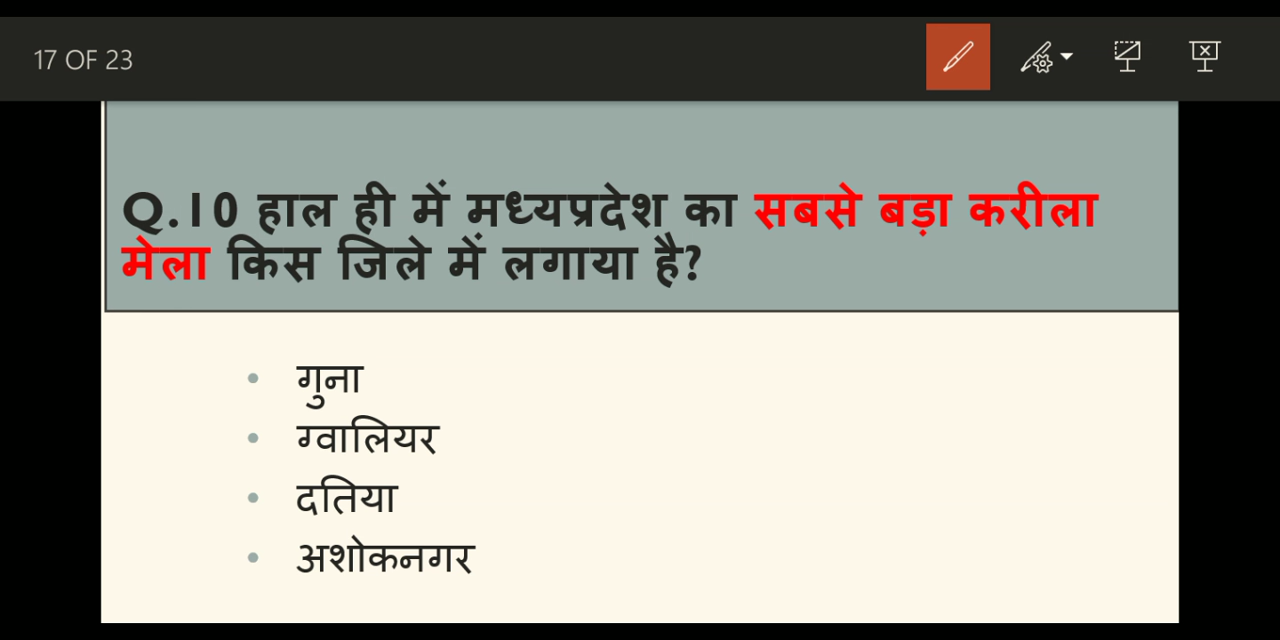 17 OF 23
Q.10 हाल ही में मध्यप्रदेश का सबसे बड़ा करीला
मेला किस जिले में लगाया है?
• गुना
• ग्वालियर
• दतिया
• अशोकनगर